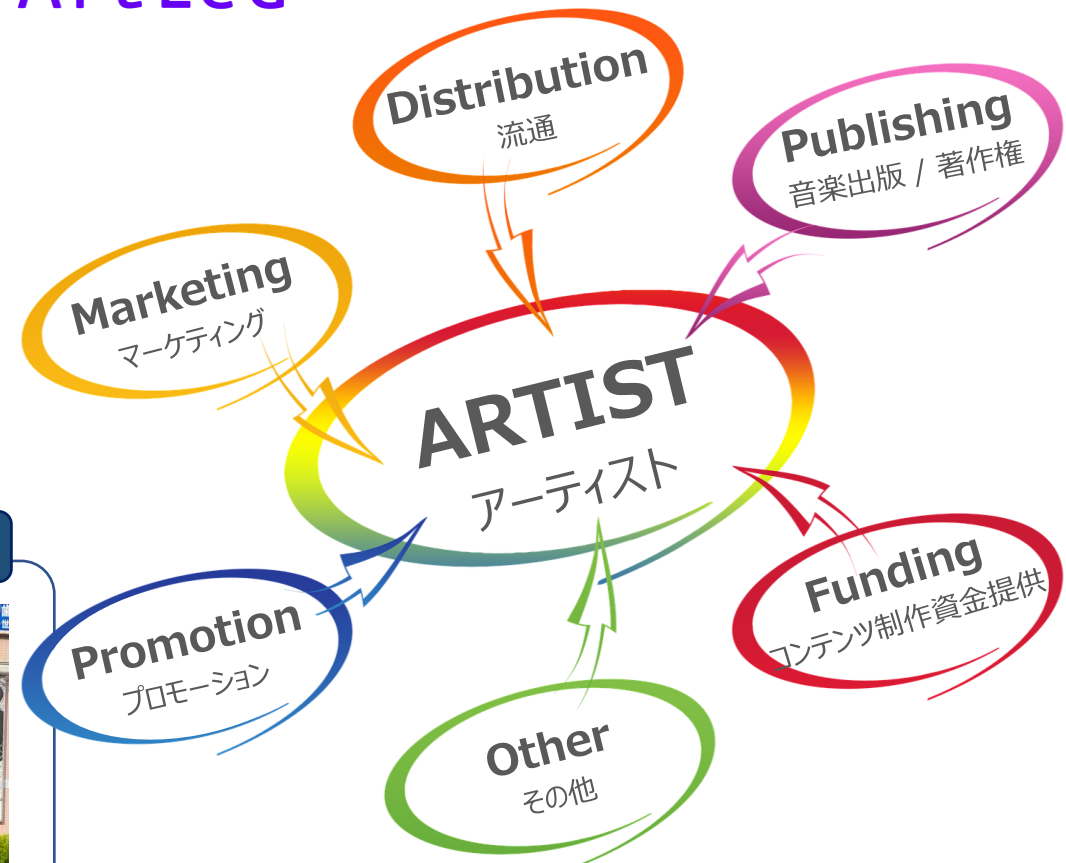 Distribution
流通
Publishing
音楽出版 / 著作権
Marketing
マーケティング
ARTIST
アーティスト
Funding
コンテンツ制作資金提供
Promotion
プロモーション
Other
その他